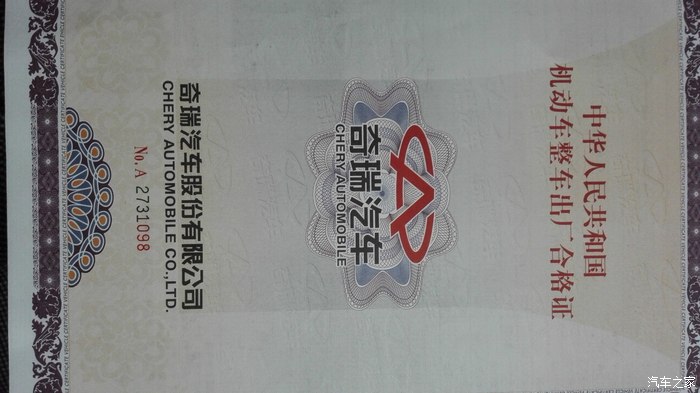 中华人民共和国
机动车整车出厂合格证
奇瑞汽车
CHERY AUTOMOBILE
奇瑞汽车股份有限公司
CHERY AUTOMOBILE CO.,LTD.
No. A 2731098
汽车之家